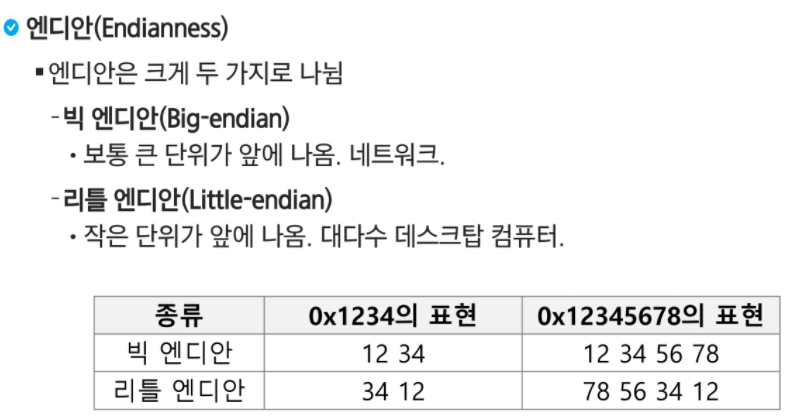 엔디안(Endianness)
▪엔디안은 크게 두 가지로 나뉨
-빅 엔디안(Big-endian)
• 보통 큰 단위가 앞에 나옴. 네트워크.
-리틀 엔디안(Little-endian)
• 작은 단위가 앞에 나옴. 대다수 데스크탑 컴퓨터.
종류 0x1234의 표현 0x12345678의 표현
빅 엔디안 12 34 12 34 56 78
리틀 엔디안 34 12 78 56 34 12